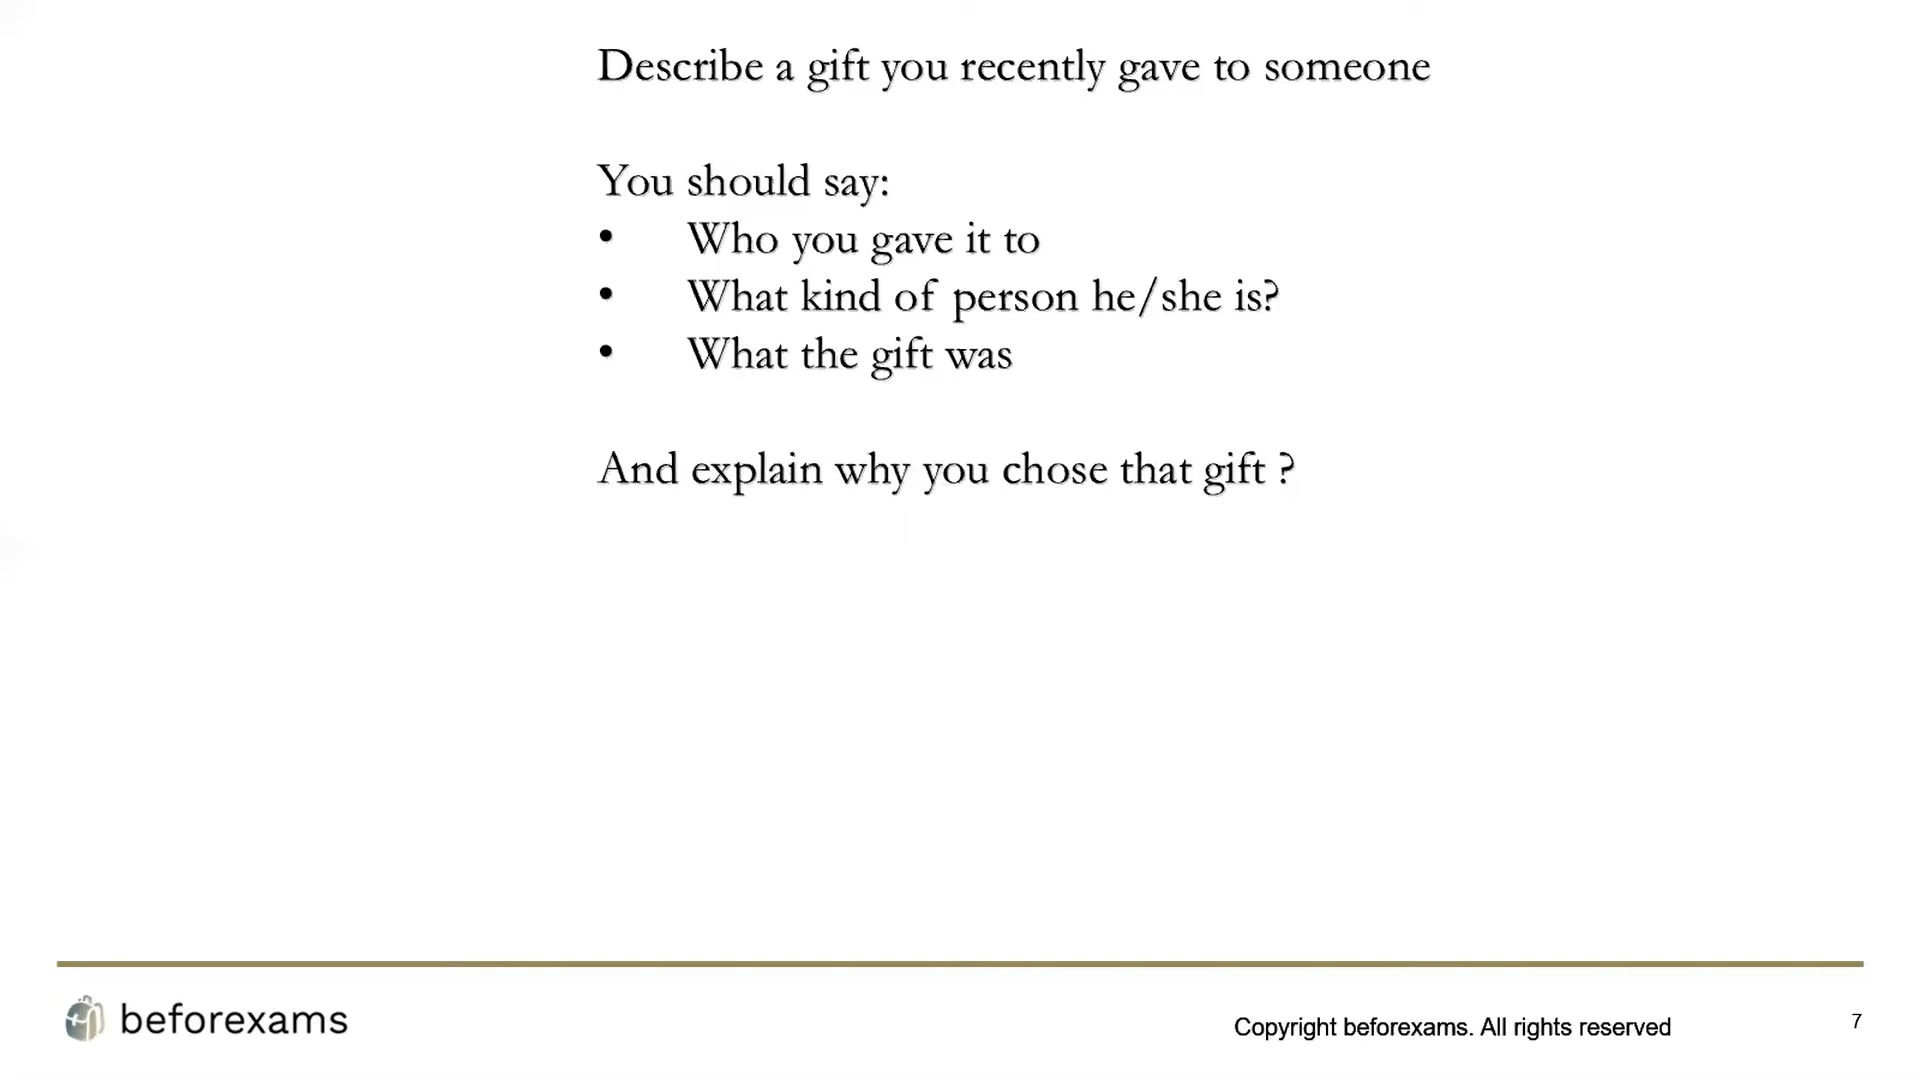 Describe a gift you recently gave to someone
You should say:
• Who you gave it to
• What kind of person he/she is?
• What the gift was
And explain why you chose that gift ?
beforexams
Copyright beforexams. All rights reserved
7